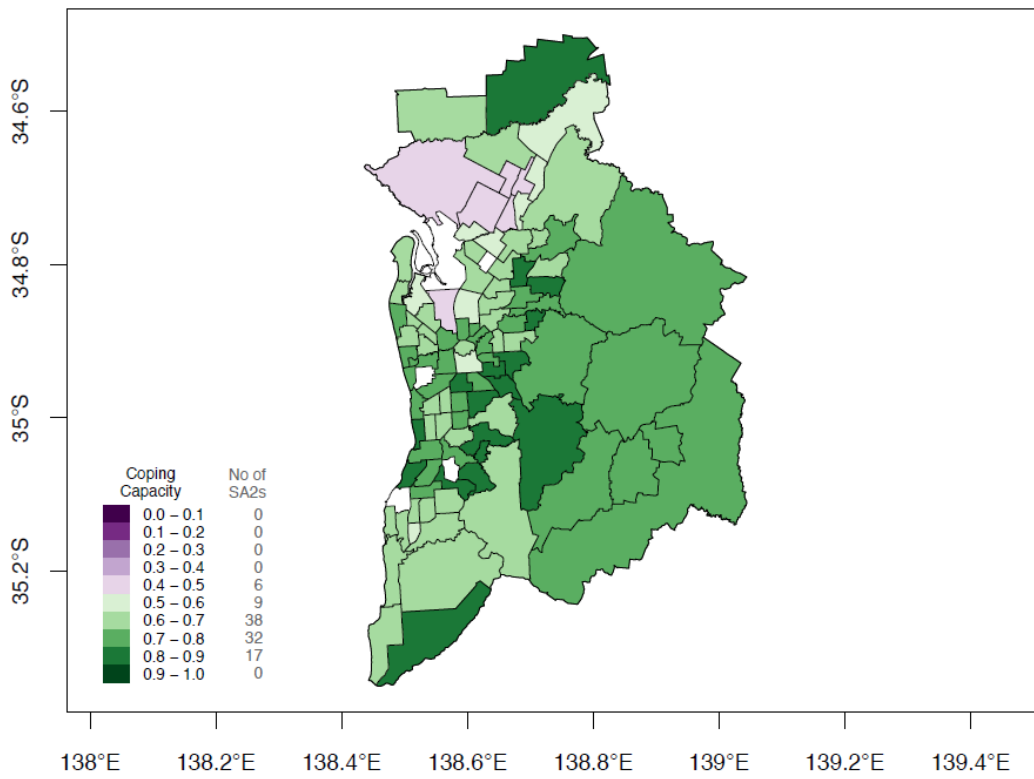 34.6°S
34.8°S
35°S
35.2°S
Coping Capacity No of SA2s
0.0 – 0.1 0
0.1 – 0.2 0
0.2 – 0.3 0
0.3 – 0.4 0
0.4 – 0.5 6
0.5 – 0.6 9
0.6 – 0.7 38
0.7 – 0.8 32
0.8 – 0.9 17
0.9 – 1.0 0
138°E 138.2°E 138.4°E 138.6°E 138.8°E 139°E 139.2°E 139.4°E